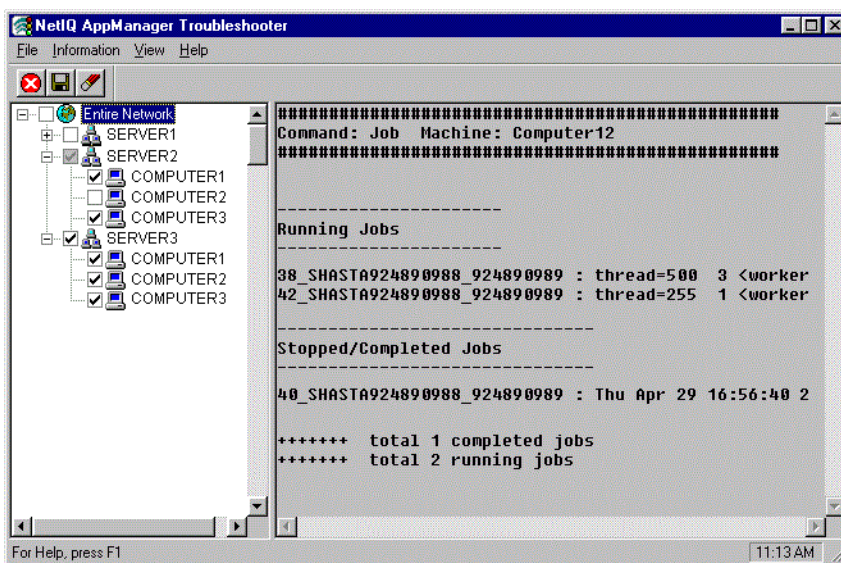 NetIQ AppManager Troubleshooter
File Information View Help
Entire Network
SERVER1
SERVER2
COMPUTER1
COMPUTER2
COMPUTER3
SERVER3
COMPUTER1
COMPUTER2
COMPUTER3
##################################################
Command: Job Machine: Computer12
##################################################
----------------------
Running Jobs
----------------------
38_SHASTA924890988_924890989 : thread=500 3 <worker
42_SHASTA924890988_924890989 : thread=255 1 <worker
-------------------------------
Stopped/Completed Jobs
-------------------------------
40_SHASTA924890988_924890989 : Thu Apr 29 16:56:40 2
+++++++ total 1 completed jobs
+++++++ total 2 running jobs
For Help, press F1
11:13 AM